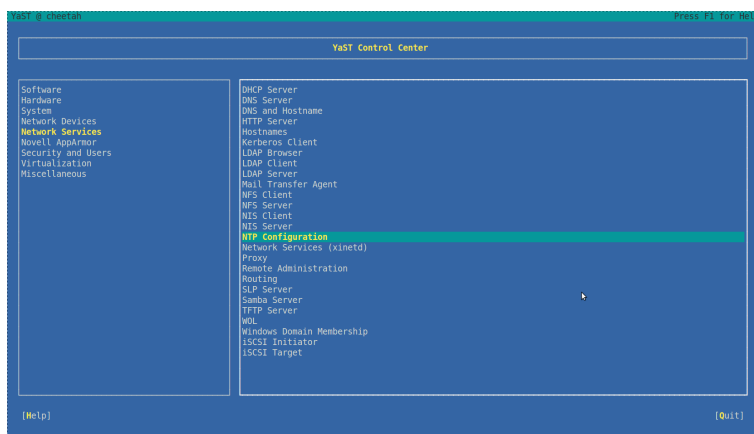 YaST @ cheetah
Press F1 for Hel
YaST Control Center
Software
Hardware
System
Network Devices
Network Services
Novell AppArmor
Security and Users
Virtualization
Miscellaneous
DHCP Server
DNS Server
DNS and Hostname
HTTP Server
Hostnames
Kerberos Client
LDAP Browser
LDAP Client
LDAP Server
Mail Transfer Agent
NFS Client
NFS Server
NIS Client
NIS Server
NTP Configuration
Network Services (xinetd)
Proxy
Remote Administration
Routing
SLP Server
Samba Server
TFTP Server
WOL
Windows Domain Membership
iSCSI Initiator
iSCSI Target
[Help]
[Quit]